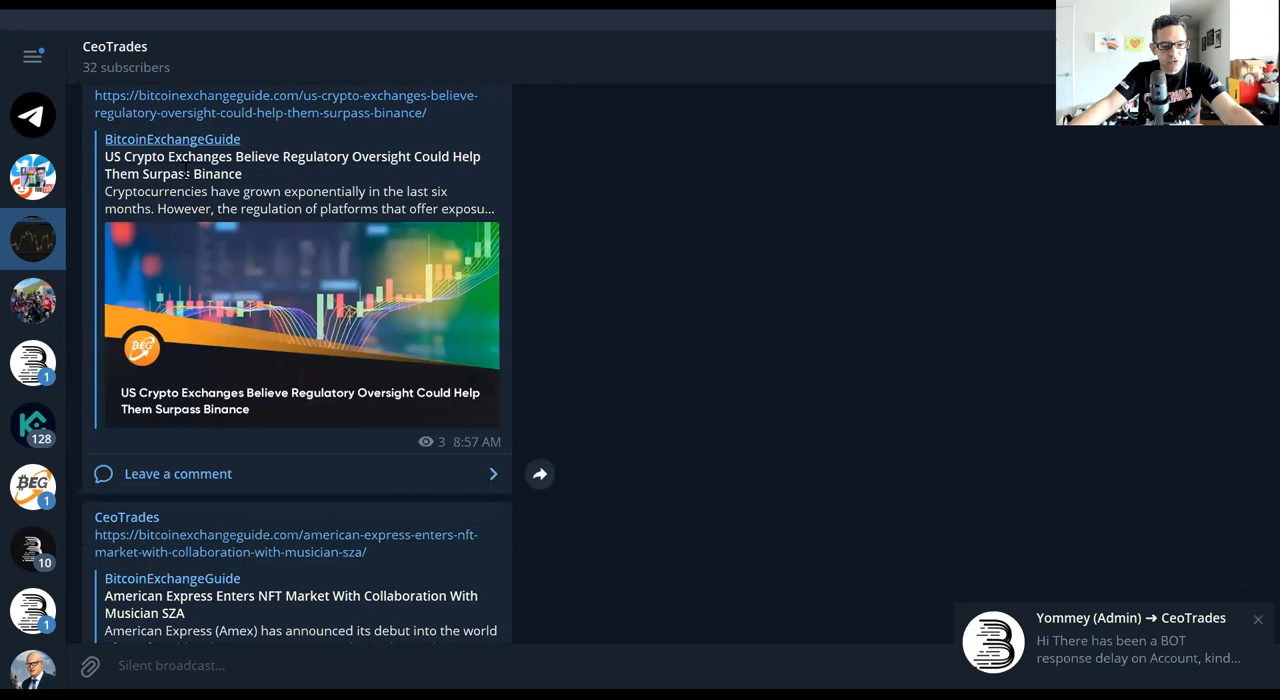 CeoTrades
32 subscribers
https://bitcoinexchangeguide.com/us-crypto-exchanges-believe-
regulatory-oversight-could-help-them-surpass-binance/
BitcoinExchangeGuide
US Crypto Exchanges Believe Regulatory Oversight Could Help
Them Surpass Binance
Cryptocurrencies have grown exponentially in the last six
months. However, the regulation of platforms that offer exposu...
BEG
US Crypto Exchanges Believe Regulatory Oversight Could Help
Them Surpass Binance
3 8:57 AM
Leave a comment
CeoTrades
https://bitcoinexchangeguide.com/american-express-enters-nft-
market-with-collaboration-with-musician-sza/
BitcoinExchangeGuide
American Express Enters NFT Market With Collaboration With
Musician SZA
American Express (Amex) has announced its debut into the world
Silent broadcast...
1
128
BEG
1
10
1
Yommey (Admin) ➔ CeoTrades
Hi There has been a BOT
response delay on Account, kind...